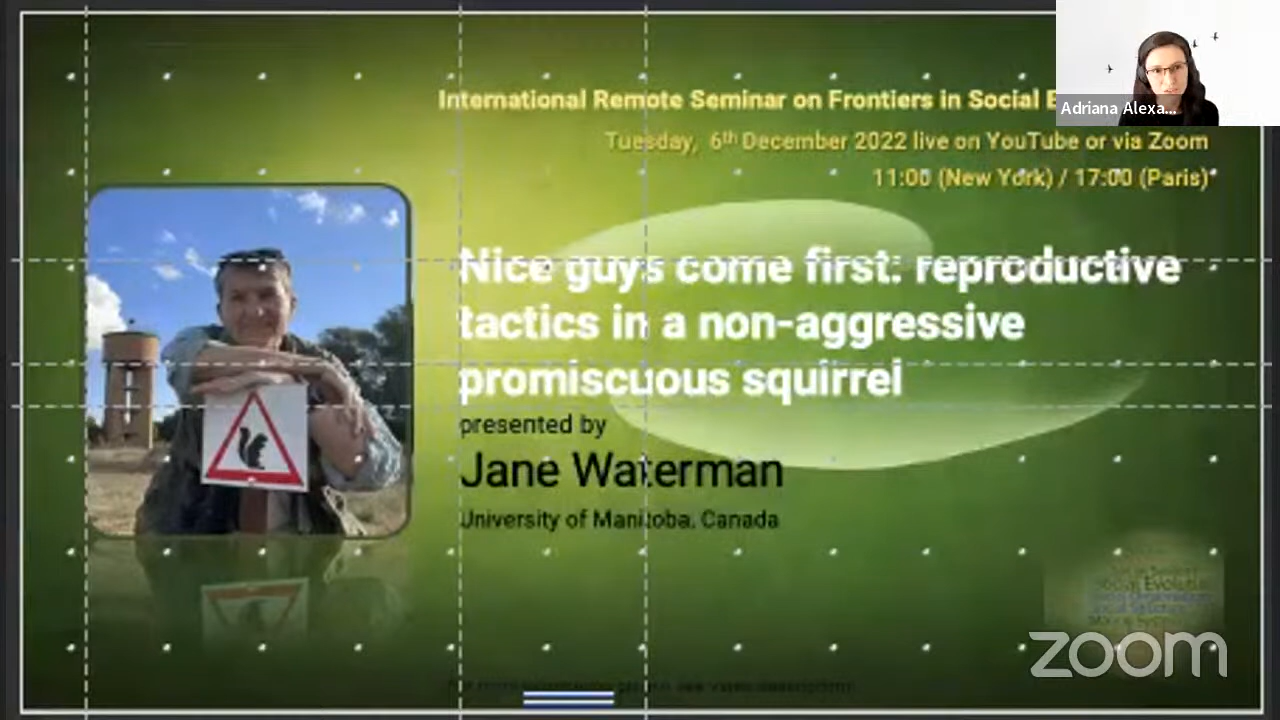 International Remote Seminar on Frontiers in Social
Adriana Alexa...
Tuesday, 6th December 2022 live on YouTube or via Zoom
11:00 (New York) / 17:00 (Paris)
Nice guys come first: reproductive
tactics in a non-aggressive
promiscuous squirrel
presented by
Jane Waterman
University of Manitoba, Canada
Social Evolution
zoom